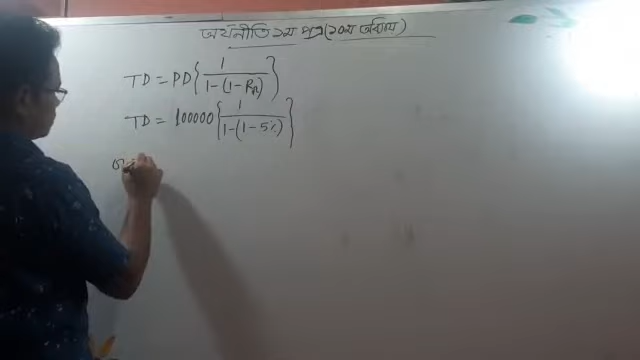 অর্থনীতি ১ম পত্র (১০ম অধ্যায়)
TD = PD { 1 / 1-(1-Rr) }
TD = 100000 { 1 / 1-(1-5%) }